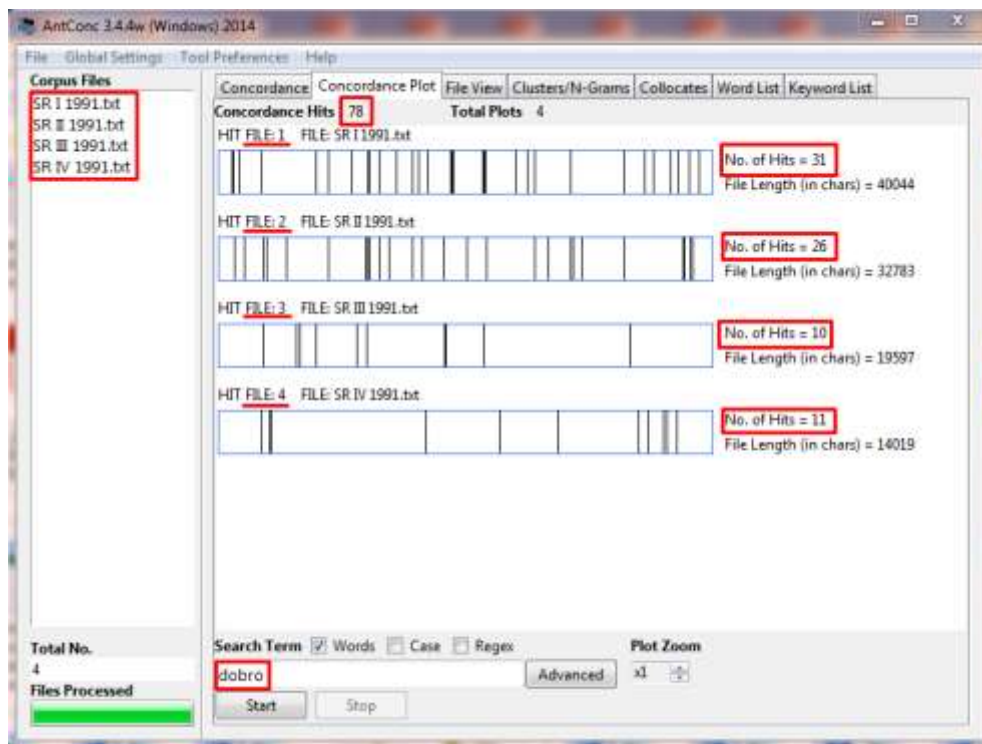 AntConc 3.4.4w (Windows) 2014
File Global Settings Tool Preferences Help
Corpus Files
SR I 1991.txt
SR II 1991.txt
SR III 1991.txt
SR IV 1991.txt
Concordance Concordance Plot File View Clusters/N-Grams Collocates Word List Keyword List
Concordance Hits 78 Total Plots 4
HIT FILE: 1 FILE: SR I 1991.txt
No. of Hits = 31
File Length (in chars) = 40044
HIT FILE: 2 FILE: SR II 1991.txt
No. of Hits = 26
File Length (in chars) = 32783
HIT FILE: 3 FILE: SR III 1991.txt
No. of Hits = 10
File Length (in chars) = 19597
HIT FILE: 4 FILE: SR IV 1991.txt
No. of Hits = 11
File Length (in chars) = 14019
Total No.
4
Files Processed
Search Term Words Case Regex Plot Zoom
dobro Advanced x1
Start Stop